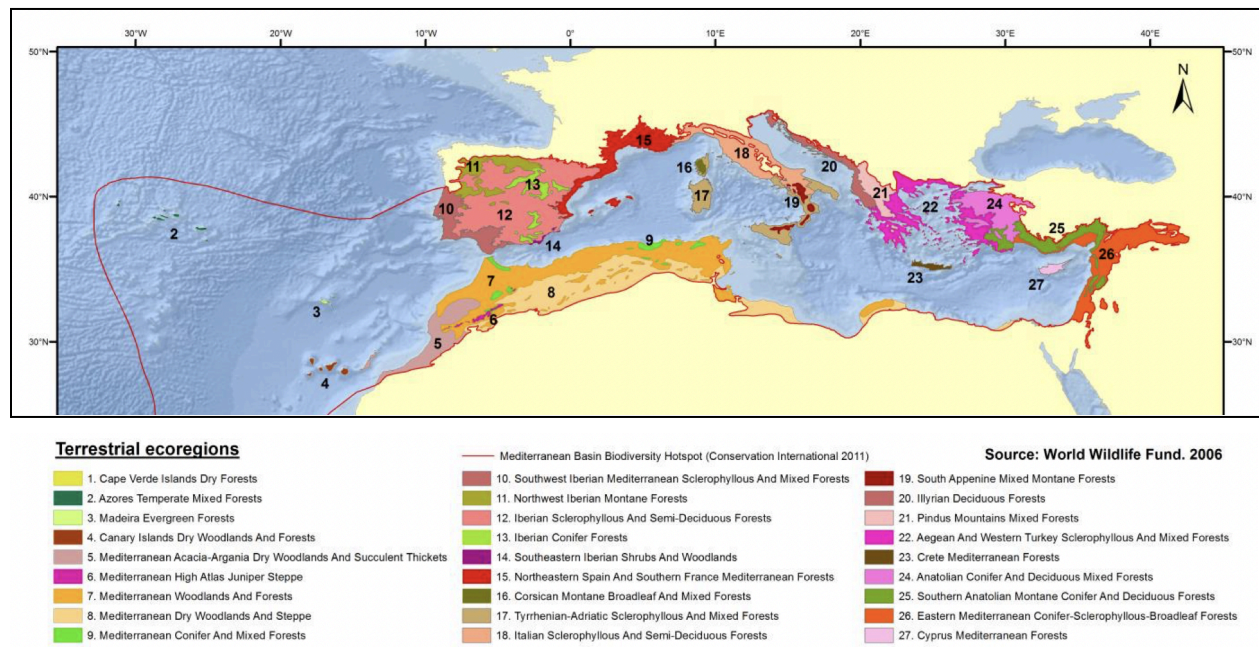 30°W 20°W 10°W 0° 10°E 20°E 30°E 40°E
50°N 50°N
N
15
18
11 16 20
13
40°N 40°N
17 21 22 24
10 12 19
2 25
14 9
26
23 27
7
8
3
6
30°N 5 30°N
4
Terrestrial ecoregions
1. Cape Verde Islands Dry Forests
2. Azores Temperate Mixed Forests
3. Madeira Evergreen Forests
4. Canary Islands Dry Woodlands And Forests
5. Mediterranean Acacia-Argania Dry Woodlands And Succulent Thickets
6. Mediterranean High Atlas Juniper Steppe
7. Mediterranean Woodlands And Forests
8. Mediterranean Dry Woodlands And Steppe
9. Mediterranean Conifer And Mixed Forests
Mediterranean Basin Biodiversity Hotspot (Conservation International 2011)
10. Southwest Iberian Mediterranean Sclerophyllous And Mixed Forests
11. Northwest Iberian Montane Forests
12. Iberian Sclerophyllous And Semi-Deciduous Forests
13. Iberian Conifer Forests
14. Southeastern Iberian Shrubs and Woodlands
15. Northeastern Spain And Southern France Mediterranean Forests
16. Corsican Montane Broadleaf And Mixed Forests
17. Tyrrhenian-Adriatic Sclerophyllous And Mixed Forests
18. Italian Sclerophyllous And Semi-Deciduous Forests
Source: World Wildlife Fund. 2006
19. South Appenine Mixed Montane Forests
20. Illyrian Deciduous Forests
21. Pindus Mountains Mixed Forests
22. Aegean And Western Turkey Sclerophyllous And Mixed Forests
23. Crete Mediterranean Forests
24. Anatolian Conifer And Deciduous Mixed Forests
25. Southern Anatolian Montane Conifer And Deciduous Forests
26. Eastern Mediterranean Conifer-Sclerophyllous-Broadleaf Forests
27. Cyprus Mediterranean Forests